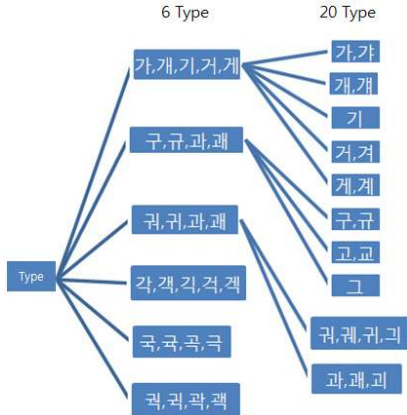 6 Type
20 Type
가,개,기,거,게
구,규,과,괘
궈,귀,과,괘
각,객,긱,걱,겍
국,귝,곡,극
궉,귁,곽,괙
Type
가,갸
개,걔
기
거,겨
게,계
구,규
고,교
그
궈,궤,귀,긔
과,괘,괴